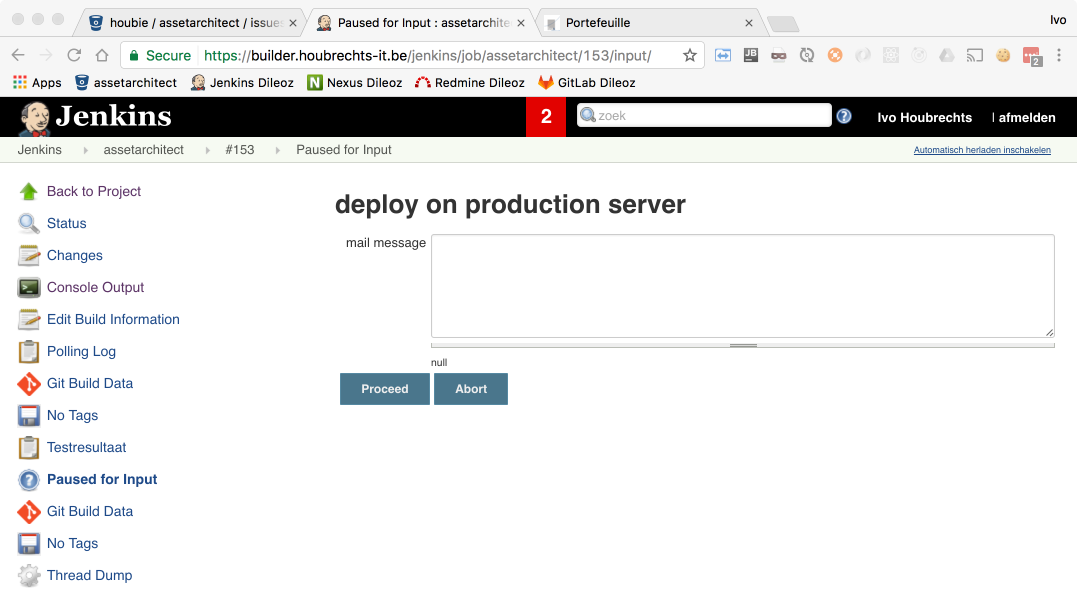 houbie / assetarchitect / issue
Paused for Input : assetarchite
Portefeuille
Ivo
Secure https://builder.houbrechts-it.be/jenkins/job/assetarchitect/153/input/
JB
2
Apps assetarchitect Jenkins Dileoz N Nexus Dileoz Redmine Dileoz GitLab Dileoz
Jenkins 2 zoek ? Ivo Houbrechts | afmelden
Jenkins assetarchitect #153 Paused for Input Automatisch herladen inschakelen
Back to Project
Status
Changes
Console Output
Edit Build Information
Polling Log
Git Build Data
No Tags
Testresultaat
? Paused for Input
Git Build Data
No Tags
Thread Dump
deploy on production server
mail message
null
Proceed Abort